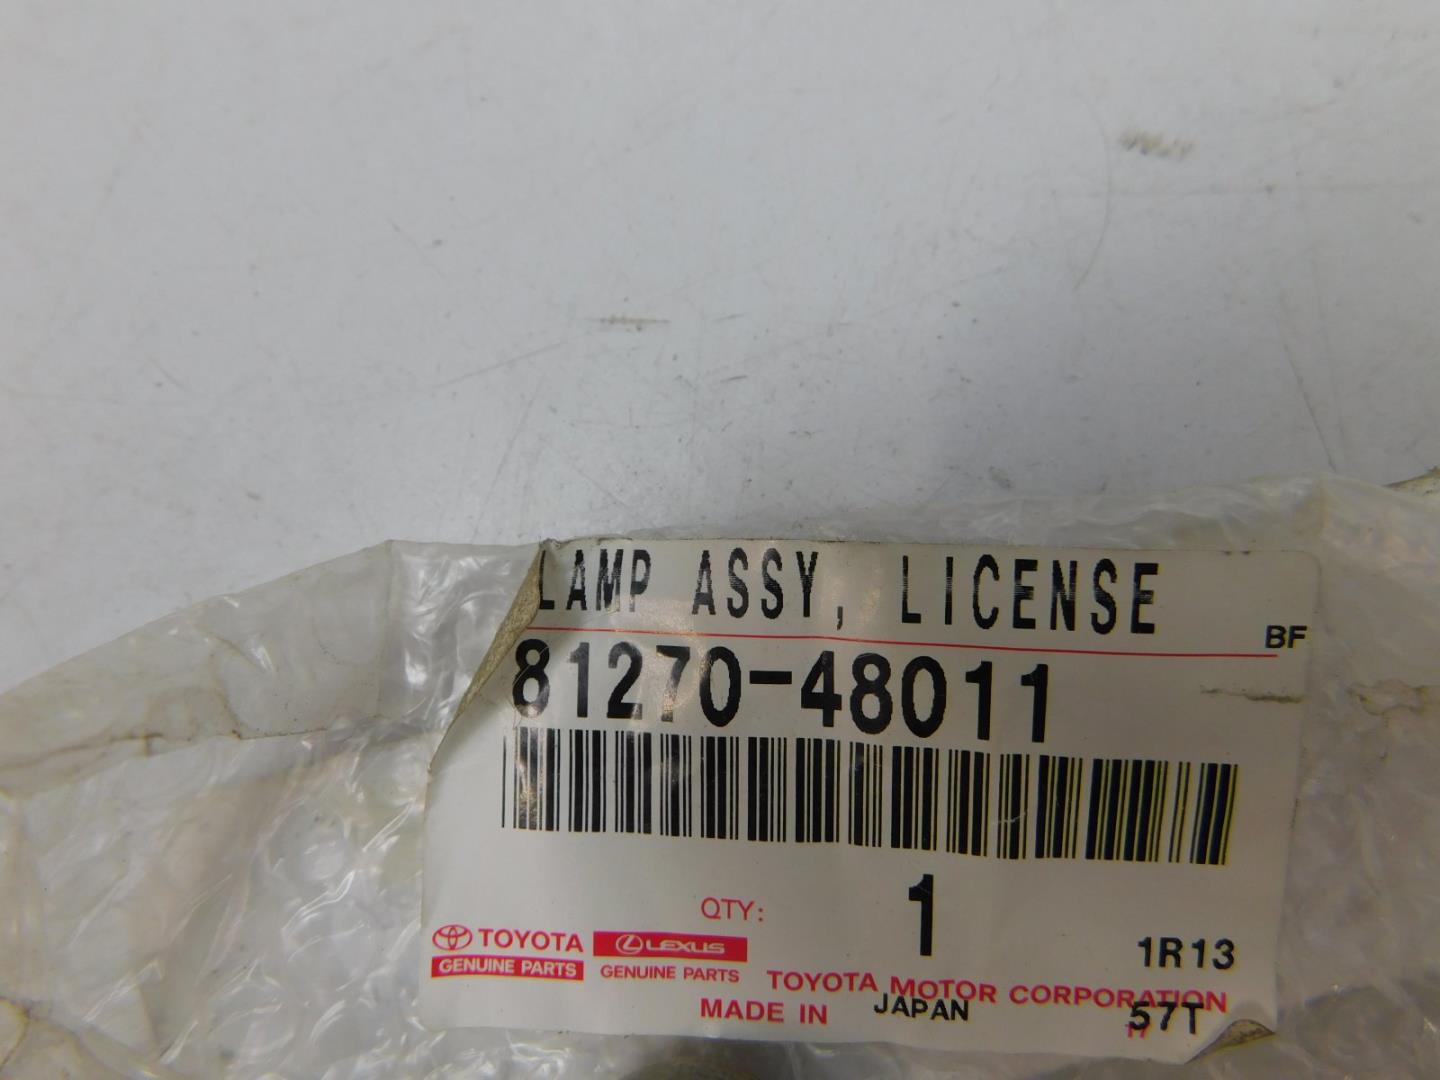 LAMP ASSY, LICENSE
BF
81270-48011
QTY: 1
1R13
TOYOTA
GENUINE PARTS
LEXUS
GENUINE PARTS
TOYOTA MOTOR CORPORATION
MADE IN JAPAN
57T
17